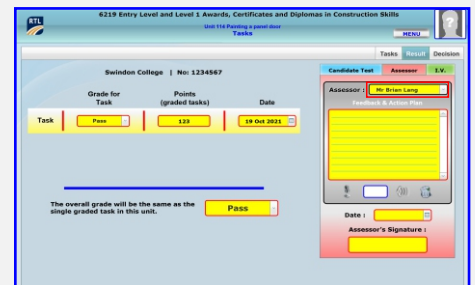 RTL
6219 Entry Level and Level 1 Awards, Certificates and Diplomas in Construction Skills
Unit 116 Painting a panel door
Tasks
MENU
?
Tasks Result Decision
Swindon College | No: 1234567
Grade for Task
Points (graded tasks)
Date
Task Pass 123 19 Oct 2021
The overall grade will be the same as the
single graded task in this unit.
Pass
Candidate Text Assessor I.V.
Assessor : Mr Brian Lang
Feedback & Action Plan
Date :
Assessor's Signature :